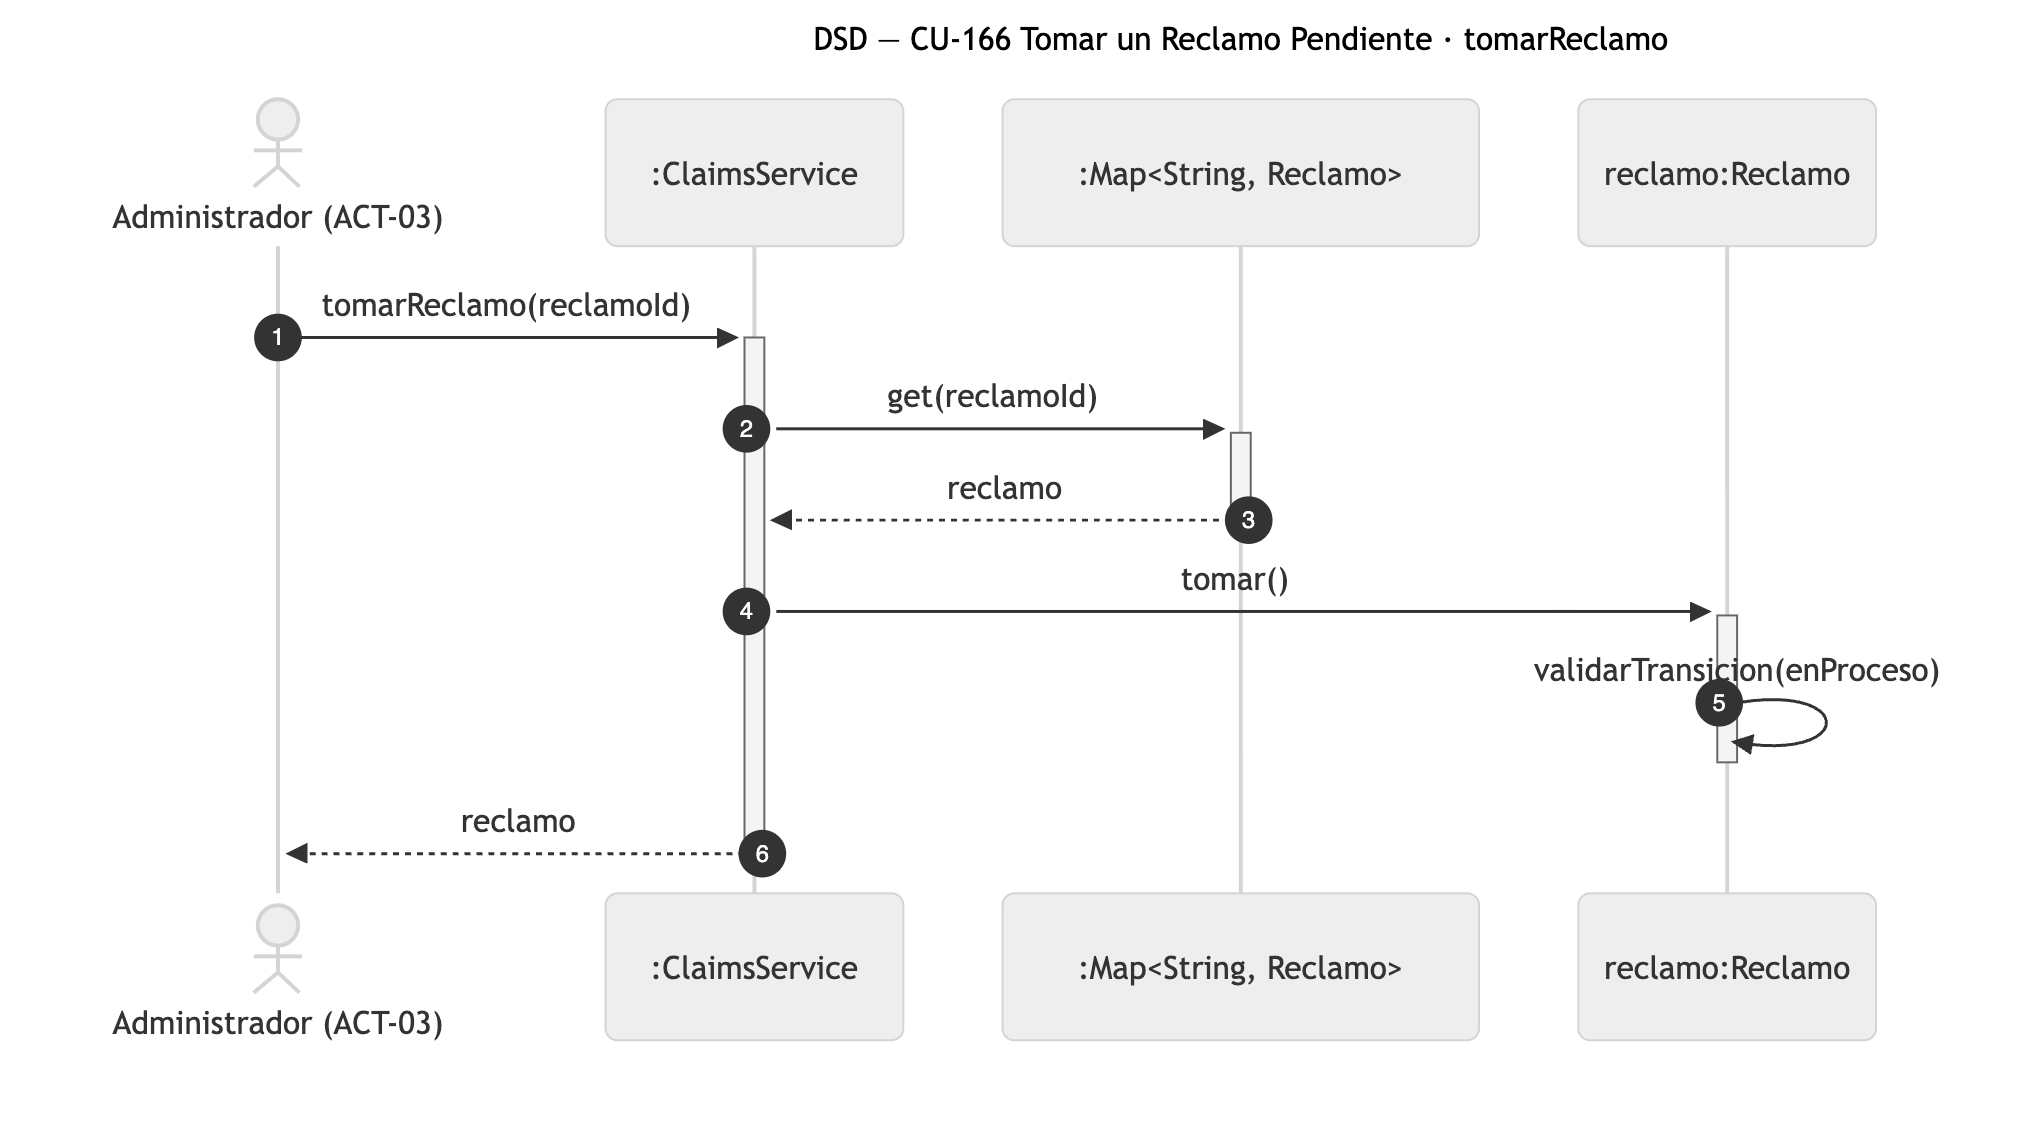 DSD — CU-166 Tomar un Reclamo Pendiente · tomarReclamo
Administrador (ACT-03)
:ClaimsService
:Map<String, Reclamo>
reclamo:Reclamo
tomarReclamo(reclamoId)
1
get(reclamoId)
2
reclamo
3
tomar()
4
validarTransicion(enProceso)
5
reclamo
6
Administrador (ACT-03)
:ClaimsService
:Map<String, Reclamo>
reclamo:Reclamo